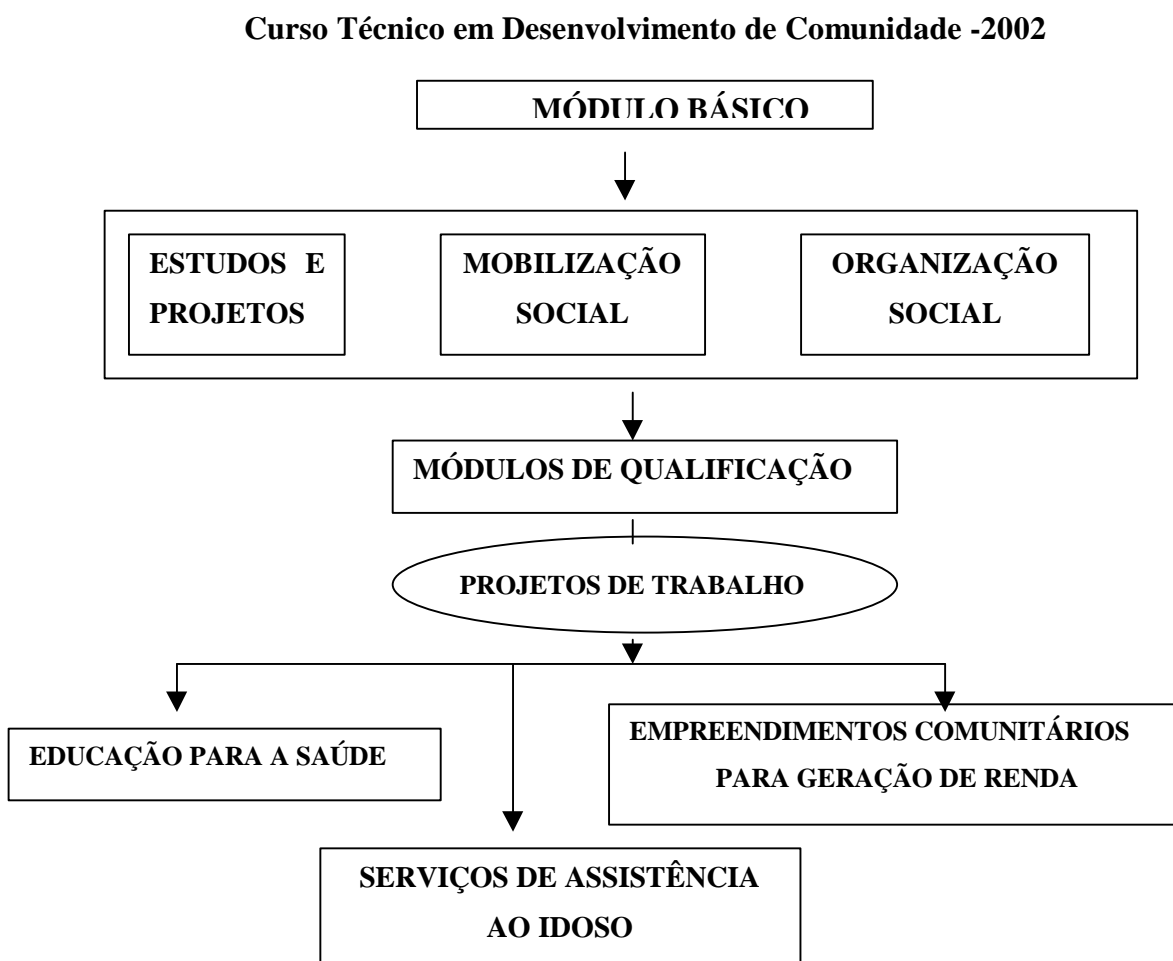 Curso Técnico em Desenvolvimento de Comunidade -2002
MÓDULO BÁSICO
ESTUDOS E
PROJETOS
MOBILIZAÇÃO
SOCIAL
ORGANIZAÇÃO
SOCIAL
MÓDULOS DE QUALIFICAÇÃO
PROJETOS DE TRABALHO
EDUCAÇÃO PARA A SAÚDE
EMPREENDIMENTOS COMUNITÁRIOS
PARA GERAÇÃO DE RENDA
SERVIÇOS DE ASSISTÊNCIA
AO IDOSO